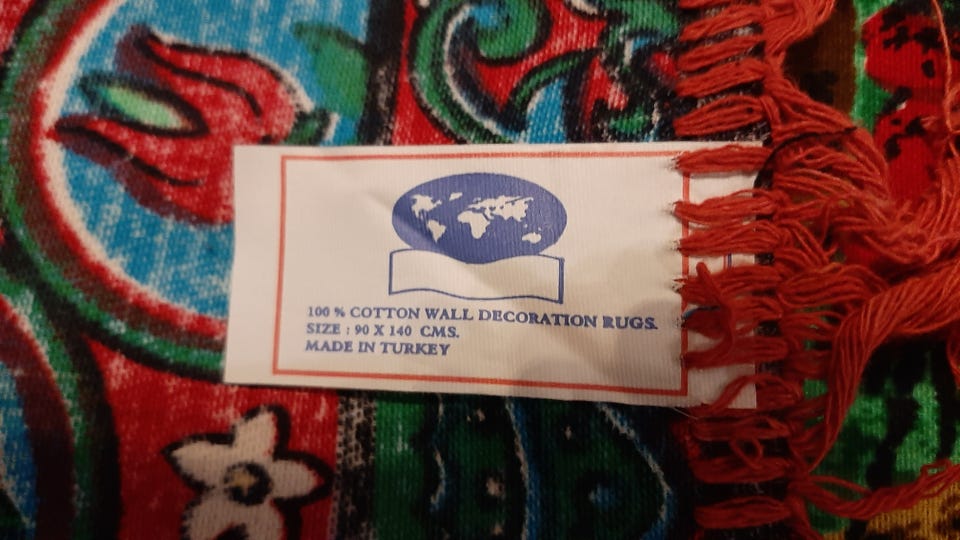 100 % COTTON WALL DECORATION RUGS.
SIZE : 90 X 140 CMS.
MADE IN TURKEY